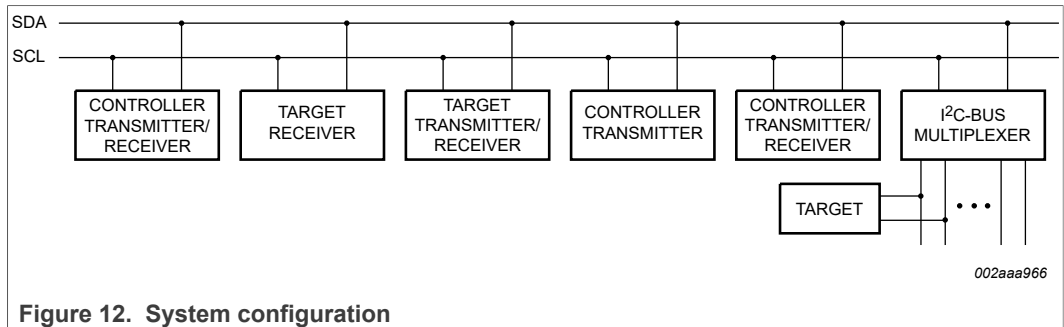 SDA
SCL
CONTROLLER
TRANSMITTER/
RECEIVER
TARGET
RECEIVER
TARGET
TRANSMITTER/
RECEIVER
CONTROLLER
TRANSMITTER
CONTROLLER
TRANSMITTER/
RECEIVER
I²C-BUS
MULTIPLEXER
TARGET
002aaa966
Figure 12. System configuration